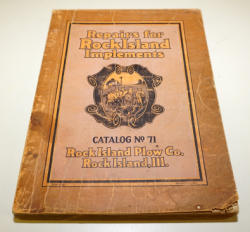 Repairs for
Rock Island
Implements
CATALOG No 71
Rock Island Plow Co.
Rock Island, Ill.